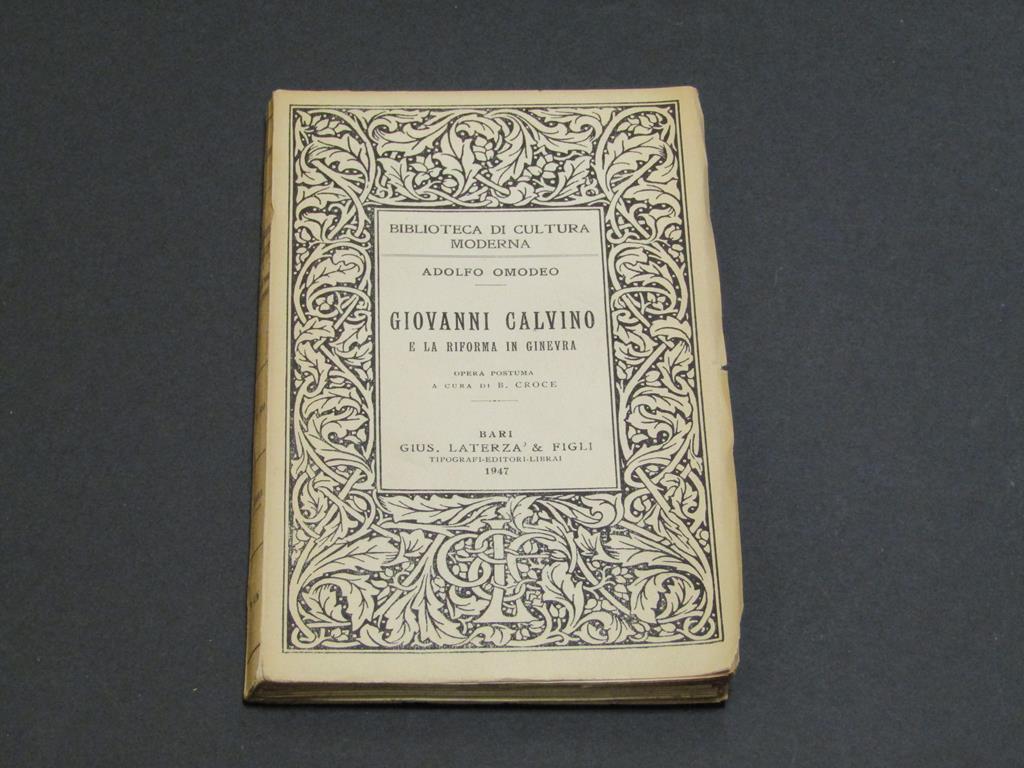 BIBLIOTECA DI CULTURA
MODERNA
ADOLFO OMODEO
GIOVANNI CALVINO
E LA RIFORMA IN GINEVRA
OPERA POSTUMA
A CURA DI B. CROCE
BARI
GIUS. LATERZA & FIGLI
TIPOGRAFI-EDITORI-LIBRAI
1947